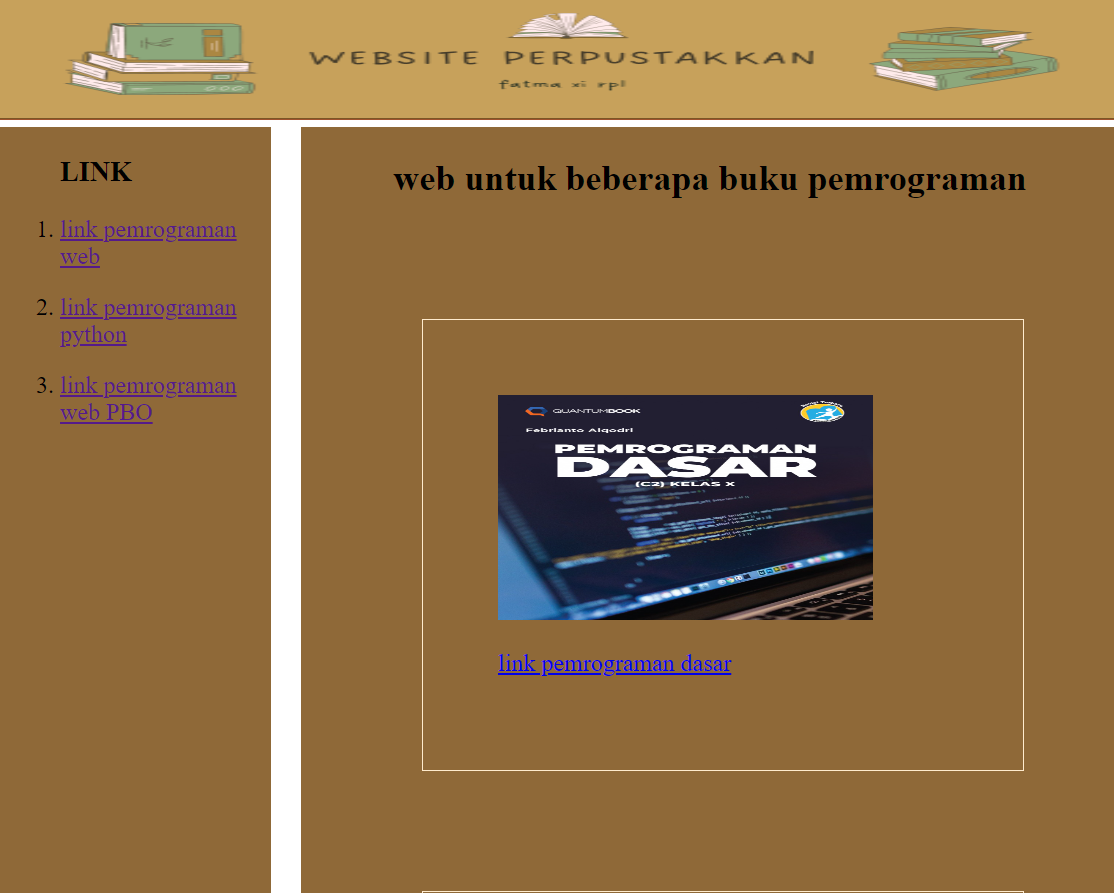 WEBSITE PERPUSTAKKAN
fatma xi rpl
LINK
1. link pemrograman
web
2. link pemrograman
python
3. link pemrograman
web PBO
web untuk beberapa buku pemrograman
QUANTUMBOOK
Febrianto Alqodri
PEMROGRAMAN
DASAR
(C2) KELAS X
link pemrograman dasar